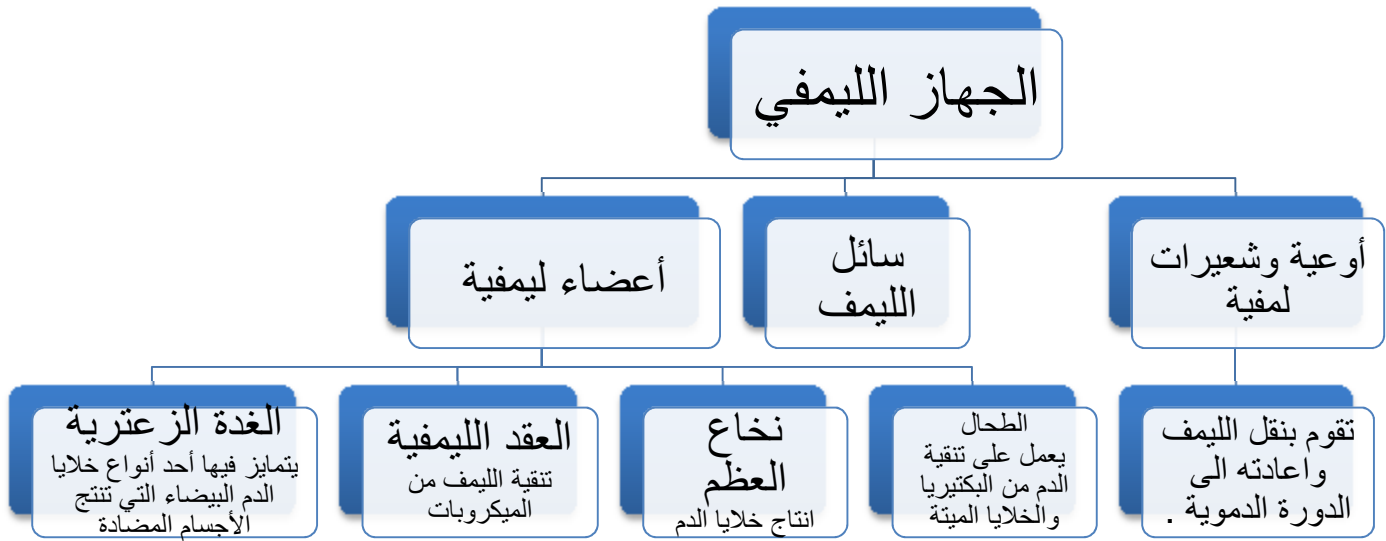 الجهاز الليمفي
أوعية وشعيرات
لمفية
سائل
الليمف
أعضاء ليمفية
تقوم بنقل الليمف
واعادته الى
الدورة الدموية .
الطحال
يعمل على تنقية
الدم من البكتيريا
والخلايا الميتة
نخاع
العظم
انتاج خلايا الدم
العقد الليمفية
تنقية الليمف من
الميكروبات
الغدة الزعترية
يتمايز فيها أحد أنواع خلايا
الدم البيضاء التي تنتج
الأجسام المضادة